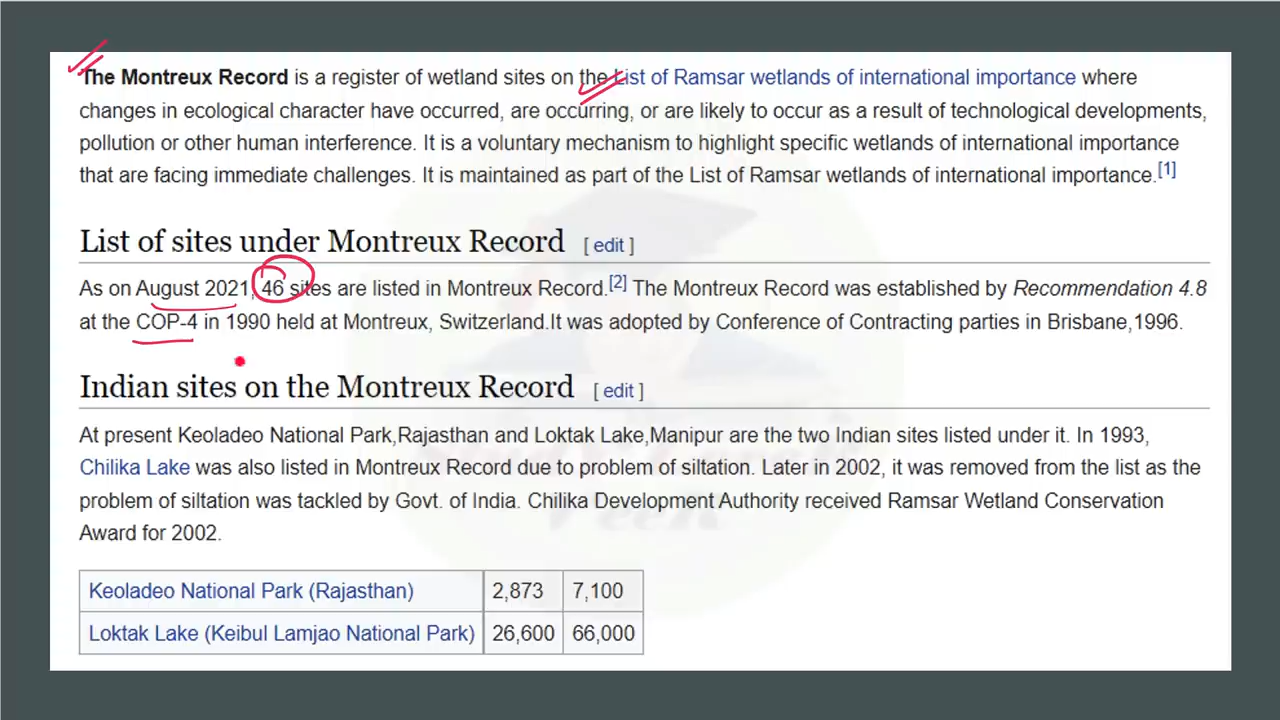 The Montreux Record is a register of wetland sites on the List of Ramsar wetlands of international importance where
changes in ecological character have occurred, are occurring, or are likely to occur as a result of technological developments,
pollution or other human interference. It is a voluntary mechanism to highlight specific wetlands of international importance
that are facing immediate challenges. It is maintained as part of the List of Ramsar wetlands of international importance.[1]
List of sites under Montreux Record [ edit ]
As on August 2021, 46 sites are listed in Montreux Record.[2] The Montreux Record was established by Recommendation 4.8
at the COP-4 in 1990 held at Montreux, Switzerland.It was adopted by Conference of Contracting parties in Brisbane,1996.
Indian sites on the Montreux Record [ edit ]
At present Keoladeo National Park,Rajasthan and Loktak Lake,Manipur are the two Indian sites listed under it. In 1993,
Chilika Lake was also listed in Montreux Record due to problem of siltation. Later in 2002, it was removed from the list as the
problem of siltation was tackled by Govt. of India. Chilika Development Authority received Ramsar Wetland Conservation
Award for 2002.
Keoladeo National Park (Rajasthan) 2,873 7,100
Loktak Lake (Keibul Lamjao National Park) 26,600 66,000